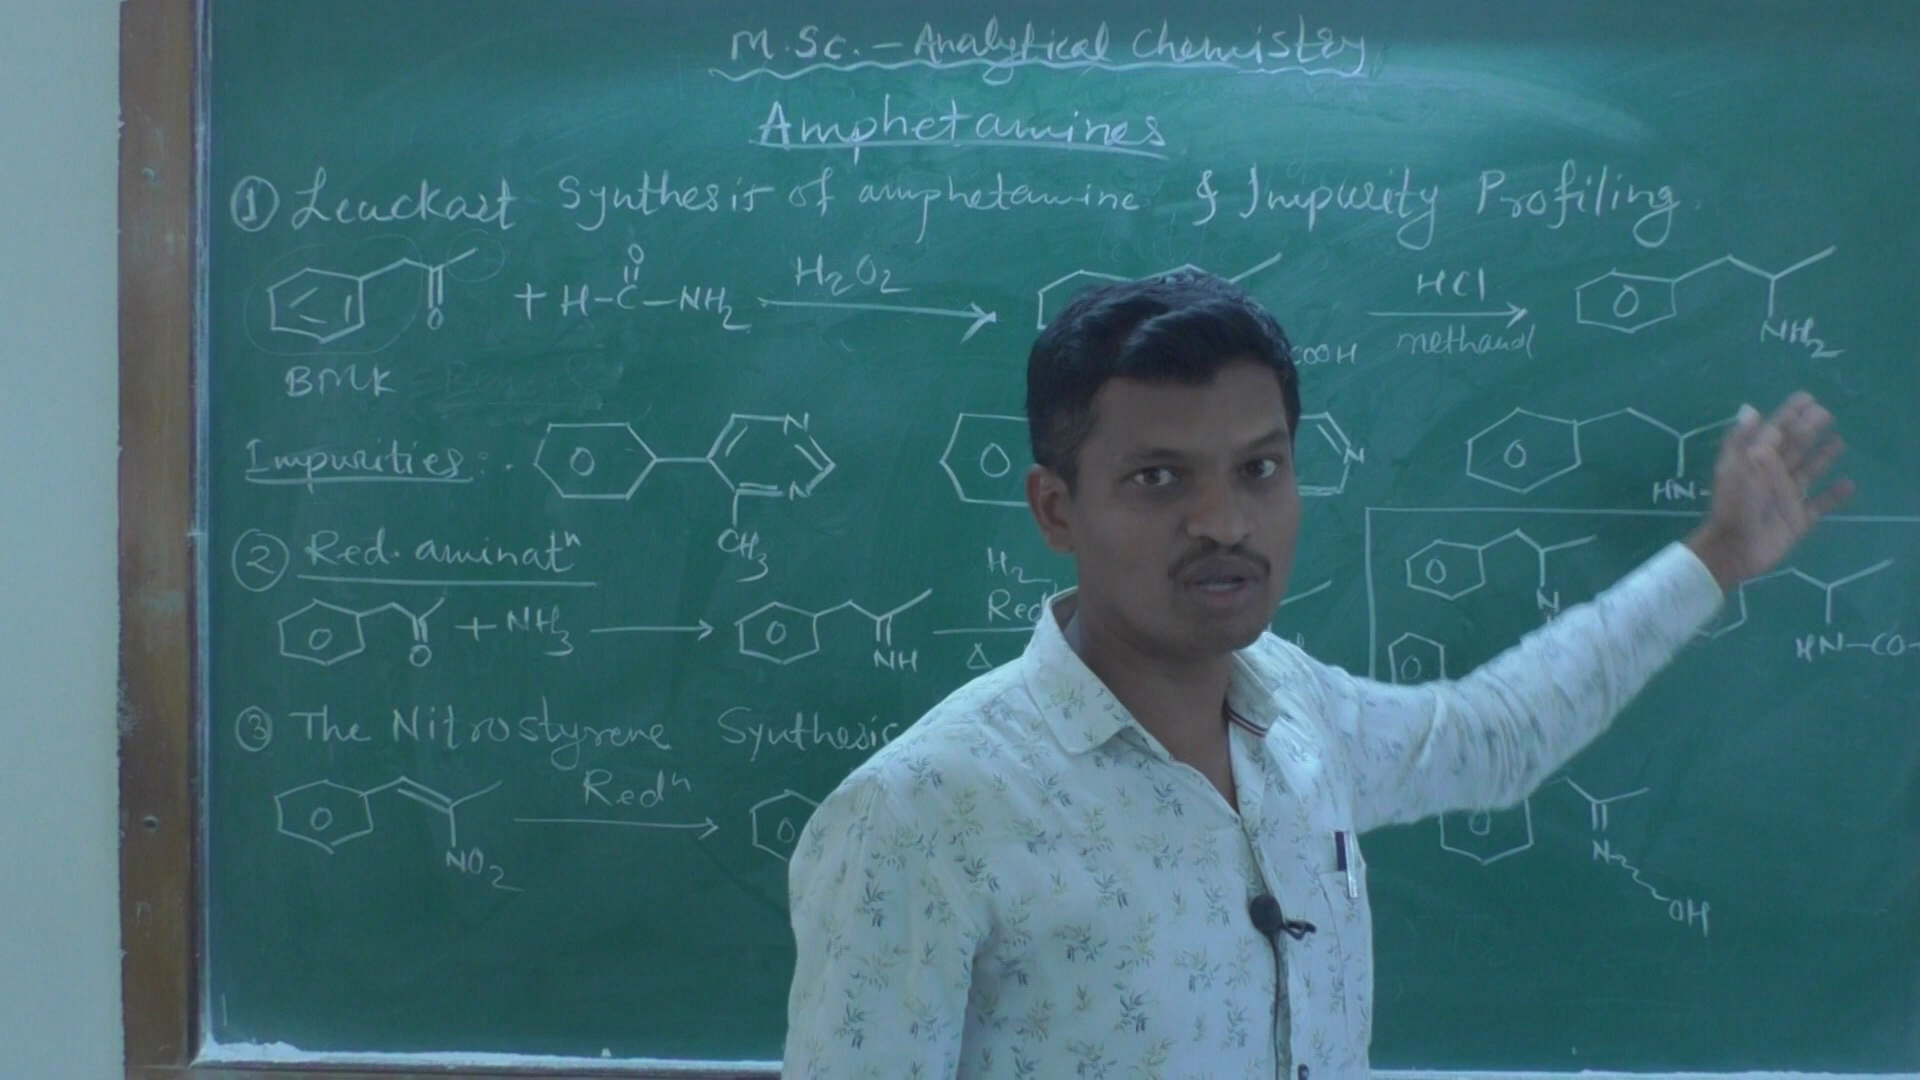 M.Sc. - Analytical Chemistry
Amphetamines
① Leuckart Synthesis of amphetamine & Impurity Profiling.
O
+ H-C-NH2 H2O2 HCl NH2
O COOH methanol
BMK
Impurities: N N N HN-
CH3
② Red. aminatn
+ NH3 NH H2 Red Δ N HN-CO-
O
③ The Nitrostyrene Synthesis
Redn
NO2 N OH